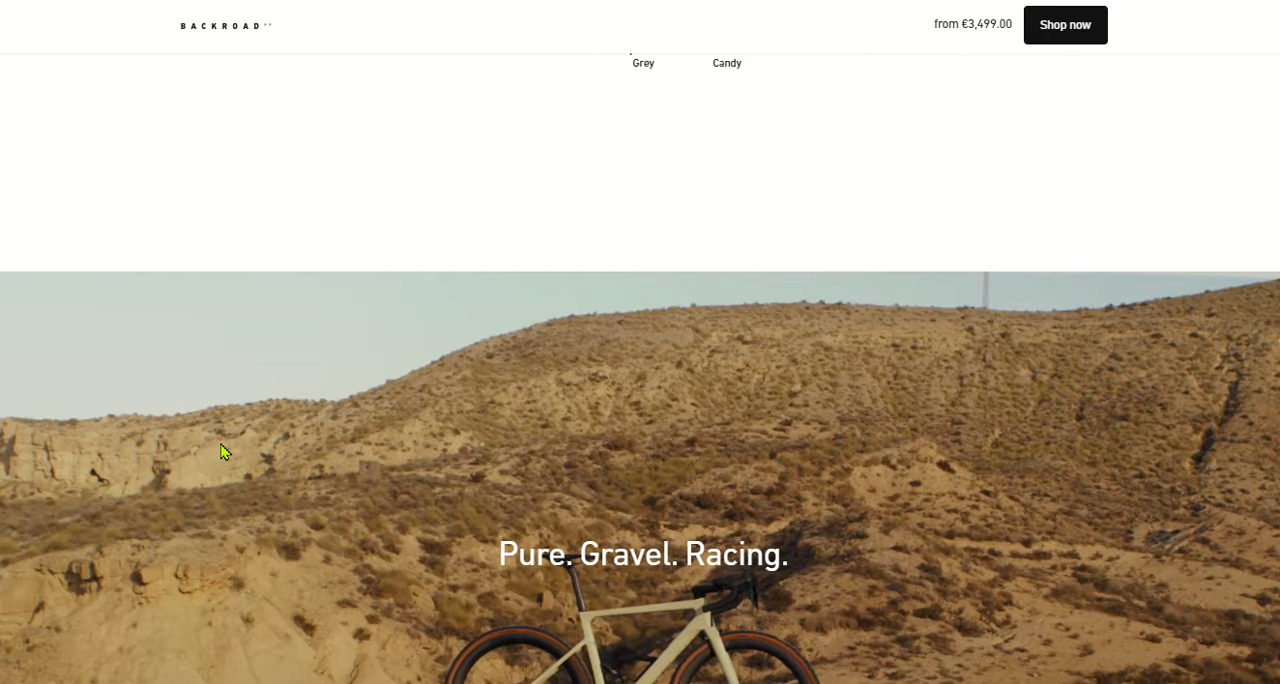 BACKROAD
from €3,499.00
Shop now
Grey
Candy
Pure. Gravel. Racing.